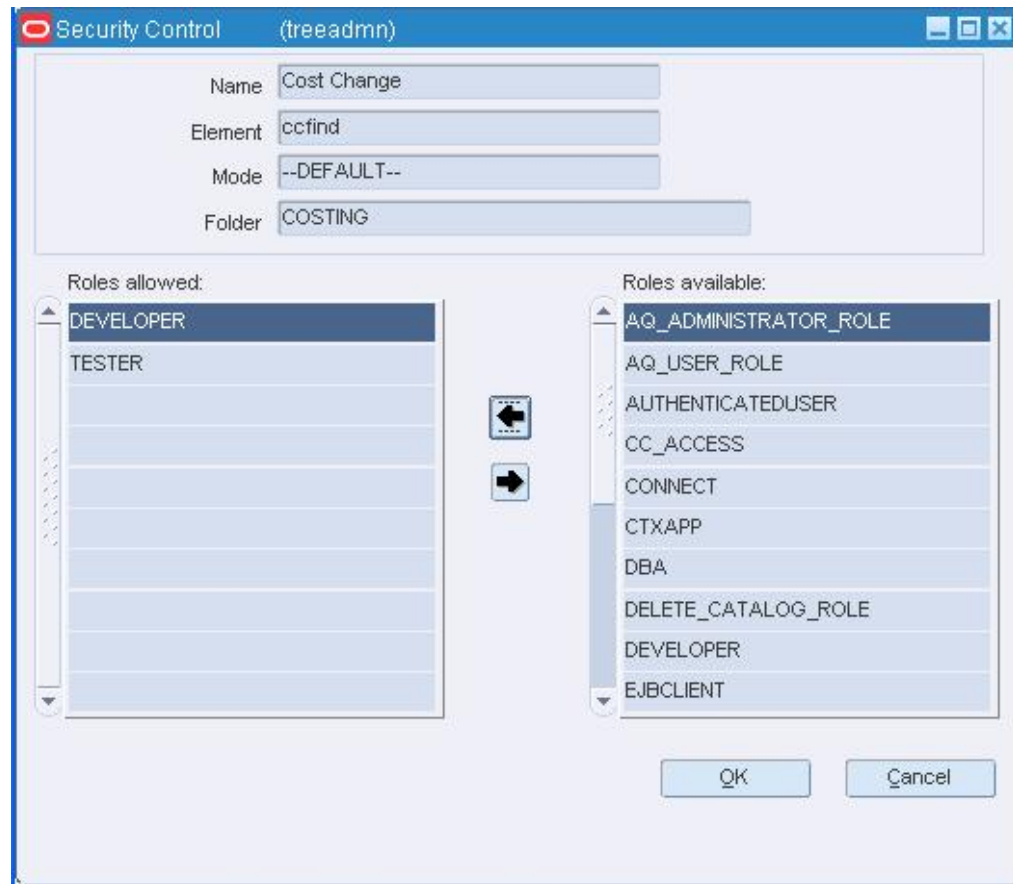 Security Control (treeadmn)
Name Cost Change
Element ccfind
Mode --DEFAULT--
Folder COSTING
Roles allowed:
DEVELOPER
TESTER
Roles available:
AQ_ADMINISTRATOR_ROLE
AQ_USER_ROLE
AUTHENTICATEDUSER
CC_ACCESS
CONNECT
CTXAPP
DBA
DELETE_CATALOG_ROLE
DEVELOPER
EJBCLIENT
OK Cancel